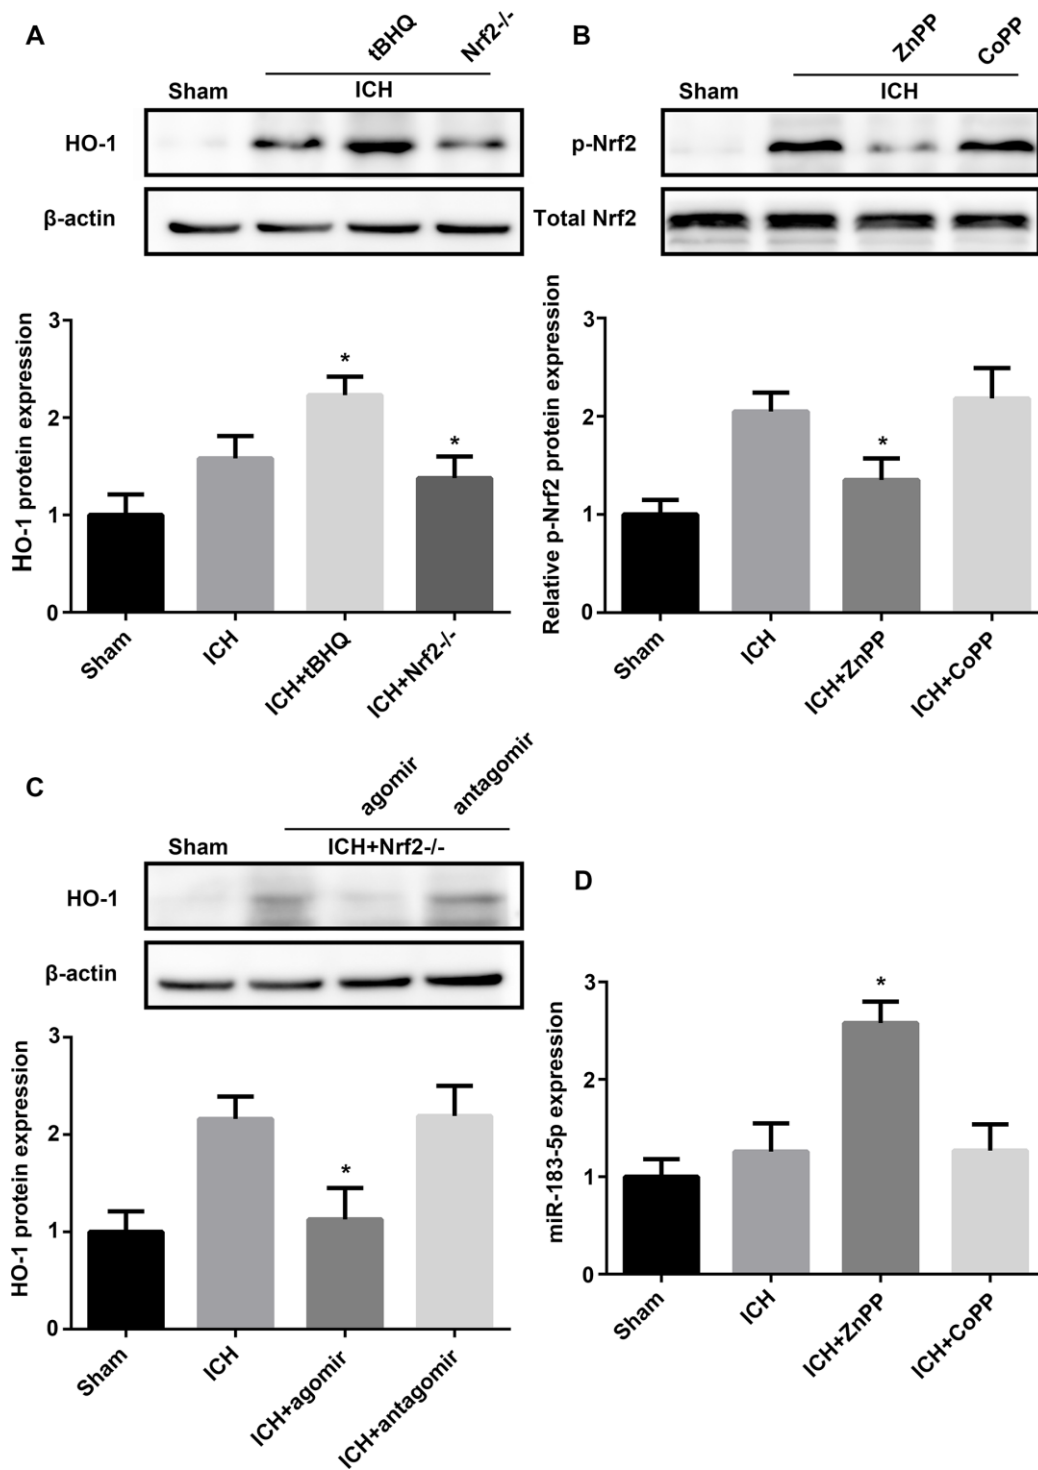 A
tBHQ
Nrf2-/-
Sham
ICH
HO-1
β-actin
HO-1 protein expression
3
2
1
0
Sham
ICH
ICH+tBHQ
ICH+Nrf2-/-
*
*
B
ZnPP
CoPP
Sham
ICH
p-Nrf2
Total Nrf2
Relative p-Nrf2 protein expression
3
2
1
0
Sham
ICH
ICH+ZnPP
ICH+CoPP
*
C
agomir
antagomir
Sham
ICH+Nrf2-/-
HO-1
β-actin
HO-1 protein expression
3
2
1
0
Sham
ICH
ICH+agomir
ICH+antagomir
*
D
miR-183-5p expression
3
2
1
0
Sham
ICH
ICH+ZnPP
ICH+CoPP
*